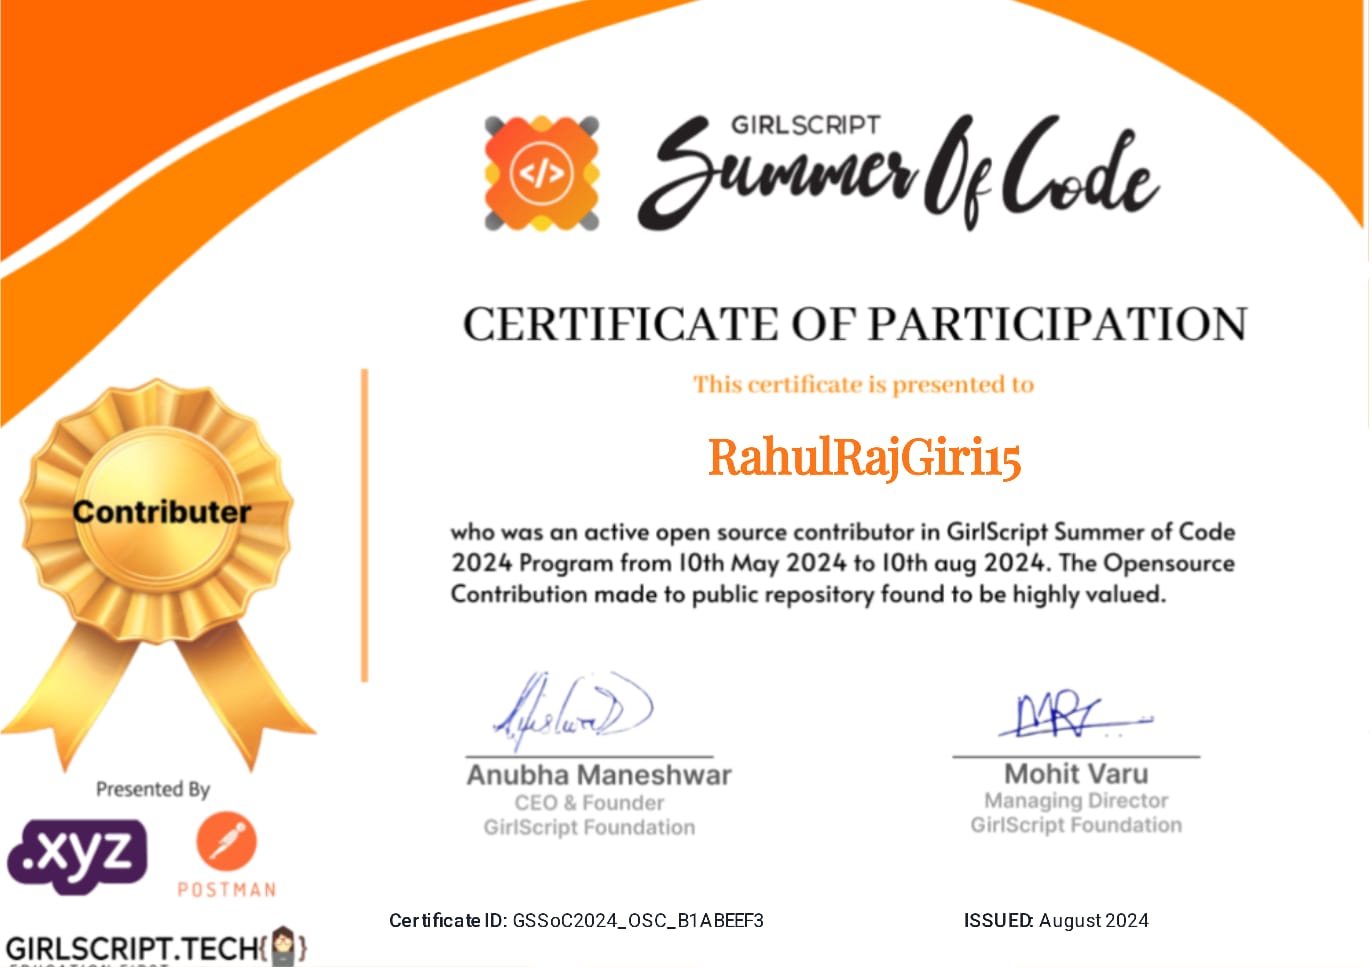 GIRLSCRIPT
Summer Of Code
</>
CERTIFICATE OF PARTICIPATION
This certificate is presented to
RahulRajGiri15
Contributer
who was an active open source contributor in GirlScript Summer of Code
2024 Program from 10th May 2024 to 10th aug 2024. The Opensource
Contribution made to public repository found to be highly valued.
Anubha Maneshwar
CEO & Founder
GirlScript Foundation
MRV
Mohit Varu
Managing Director
GirlScript Foundation
Presented By
.xyz
POSTMAN
GIRLSCRIPT.TECH{}
EDUCATION FIRST
Certificate ID: GSSoC2024_OSC_B1ABEEF3
ISSUED: August 2024